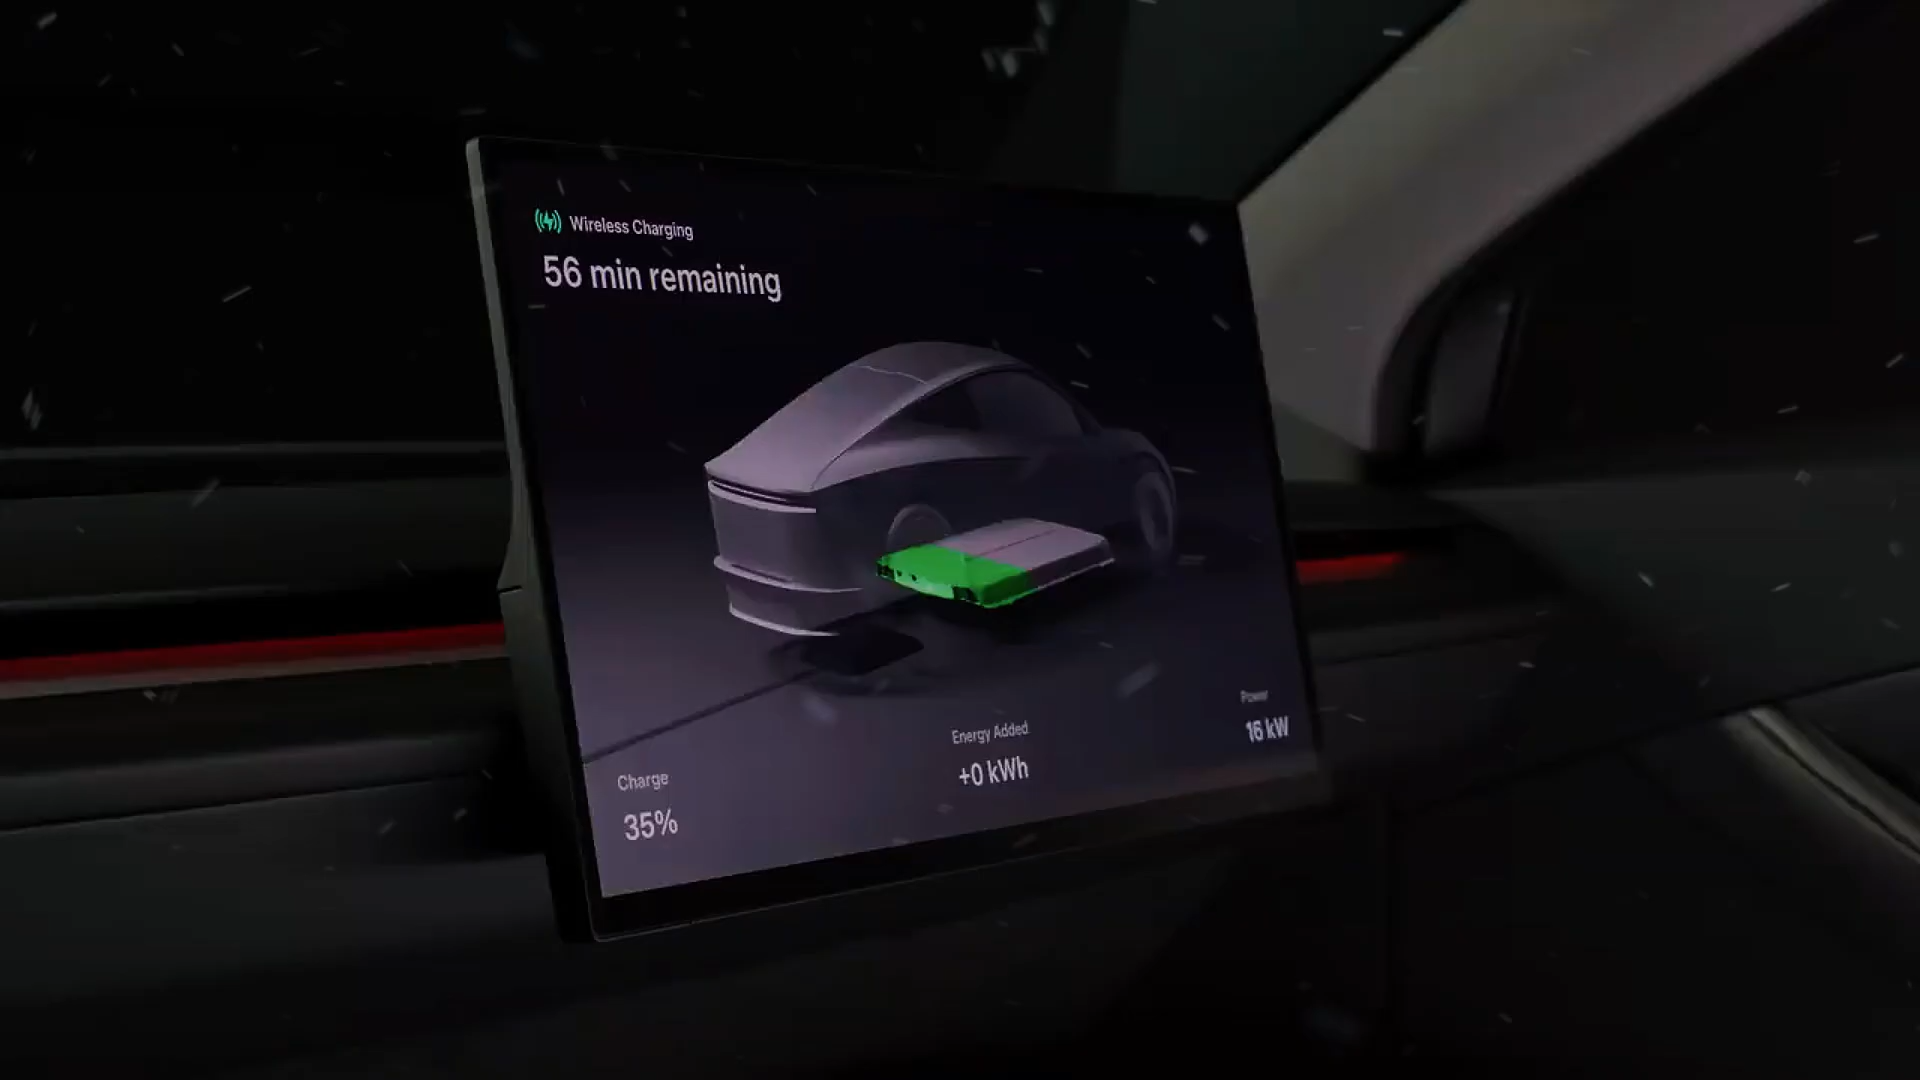 Wireless Charging
56 min remaining
Charge
35%
Energy Added
+0 kWh
Power
16 kW